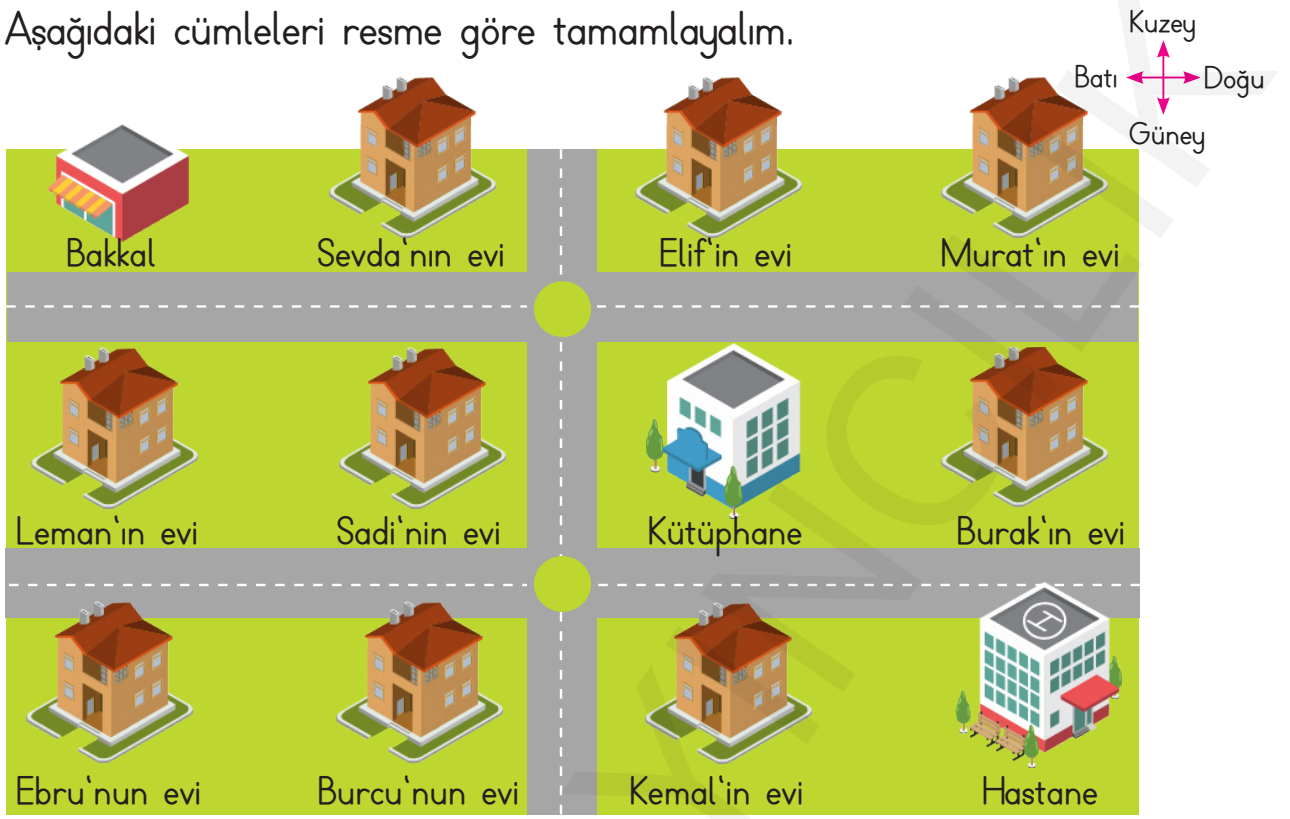 Aşağıdaki cümleleri resme göre tamamlayalım.
Kuzey
Batı Doğu
Güney
Bakkal Sevda'nın evi Elif'in evi Murat'ın evi
Leman'ın evi Sadi'nin evi Kütüphane Burak'ın evi
H
Ebru'nun evi Burcu'nun evi Kemal'in evi Hastane